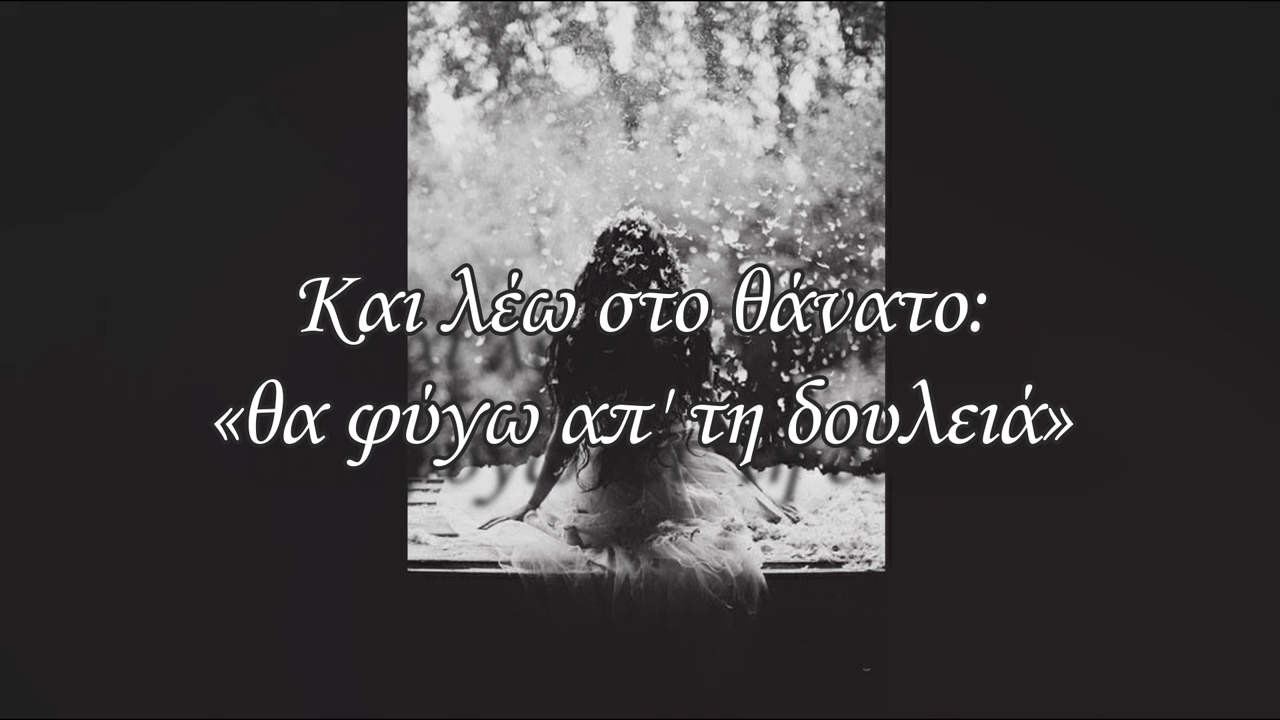 Και λέω στο θάνατο:
«θα φύγω απ' τη δουλειά»